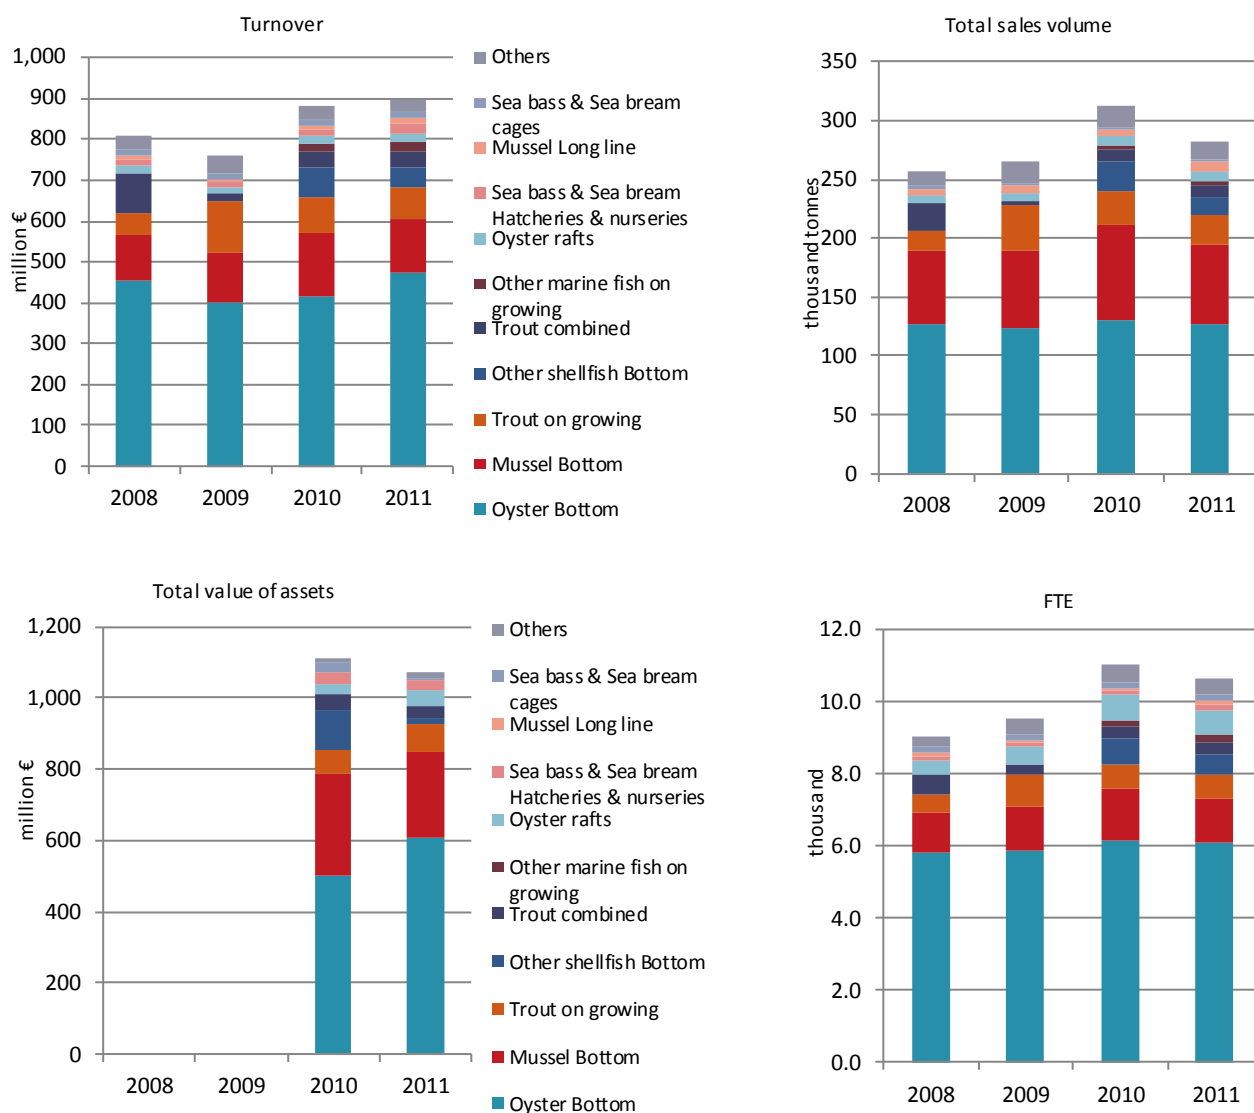 Turnover
1,000
900
800
700
600
500
400
300
200
100
0
million €
2008 2009 2010 2011
Others
Sea bass & Sea bream
cages
Mussel Long line
Sea bass & Sea bream
Hatcheries & nurseries
Oyster rafts
Other marine fish on
growing
Trout combined
Other shellfish Bottom
Trout on growing
Mussel Bottom
Oyster Bottom
Total sales volume
350
300
250
200
150
100
50
0
thousand tonnes
2008 2009 2010 2011
Total value of assets
1,200
1,000
800
600
400
200
0
million €
2008 2009 2010 2011
Others
Sea bass & Sea bream
cages
Mussel Long line
Sea bass & Sea bream
Hatcheries & nurseries
Oyster rafts
Other marine fish on
growing
Trout combined
Other shellfish Bottom
Trout on growing
Mussel Bottom
Oyster Bottom
FTE
12.0
10.0
8.0
6.0
4.0
2.0
0.0
thousand
2008 2009 2010 2011